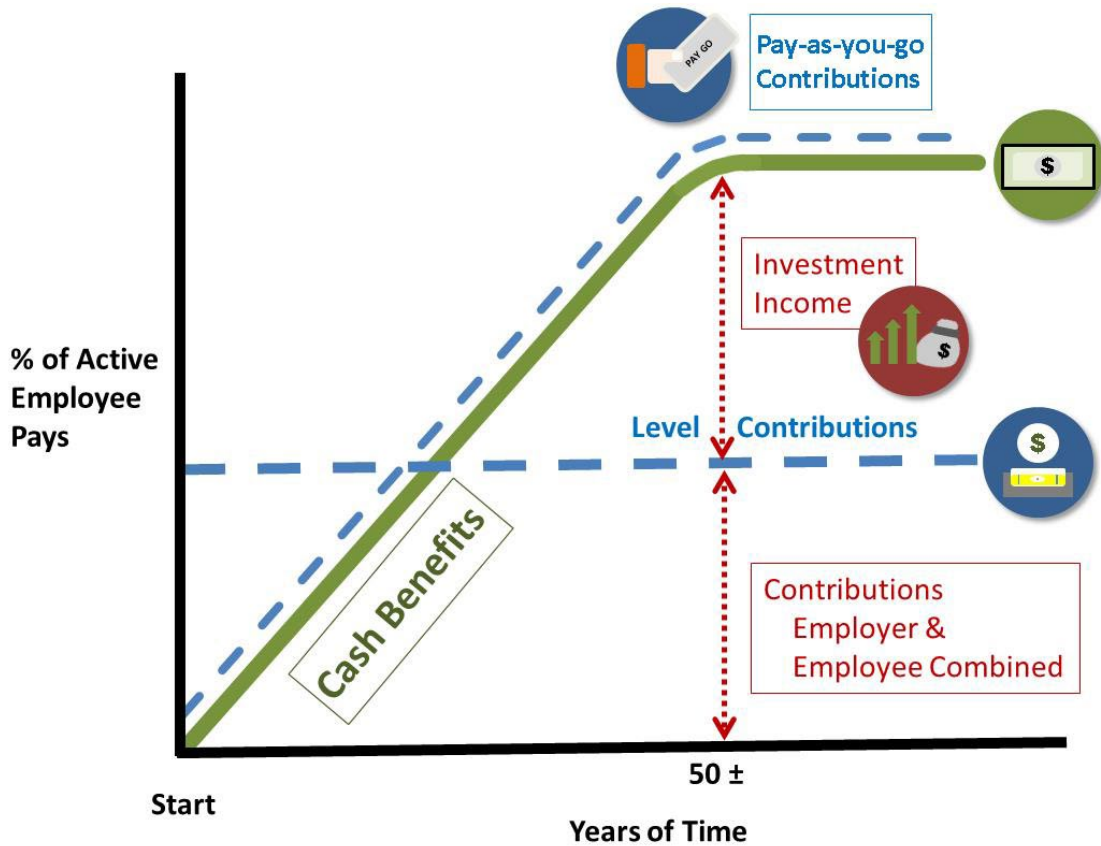 PAY GO
Pay-as-you-go
Contributions
$
Investment
Income
$
% of Active
Employee
Pays
Level Contributions
$
Cash Benefits
Contributions
Employer &
Employee Combined
50 ±
Start
Years of Time